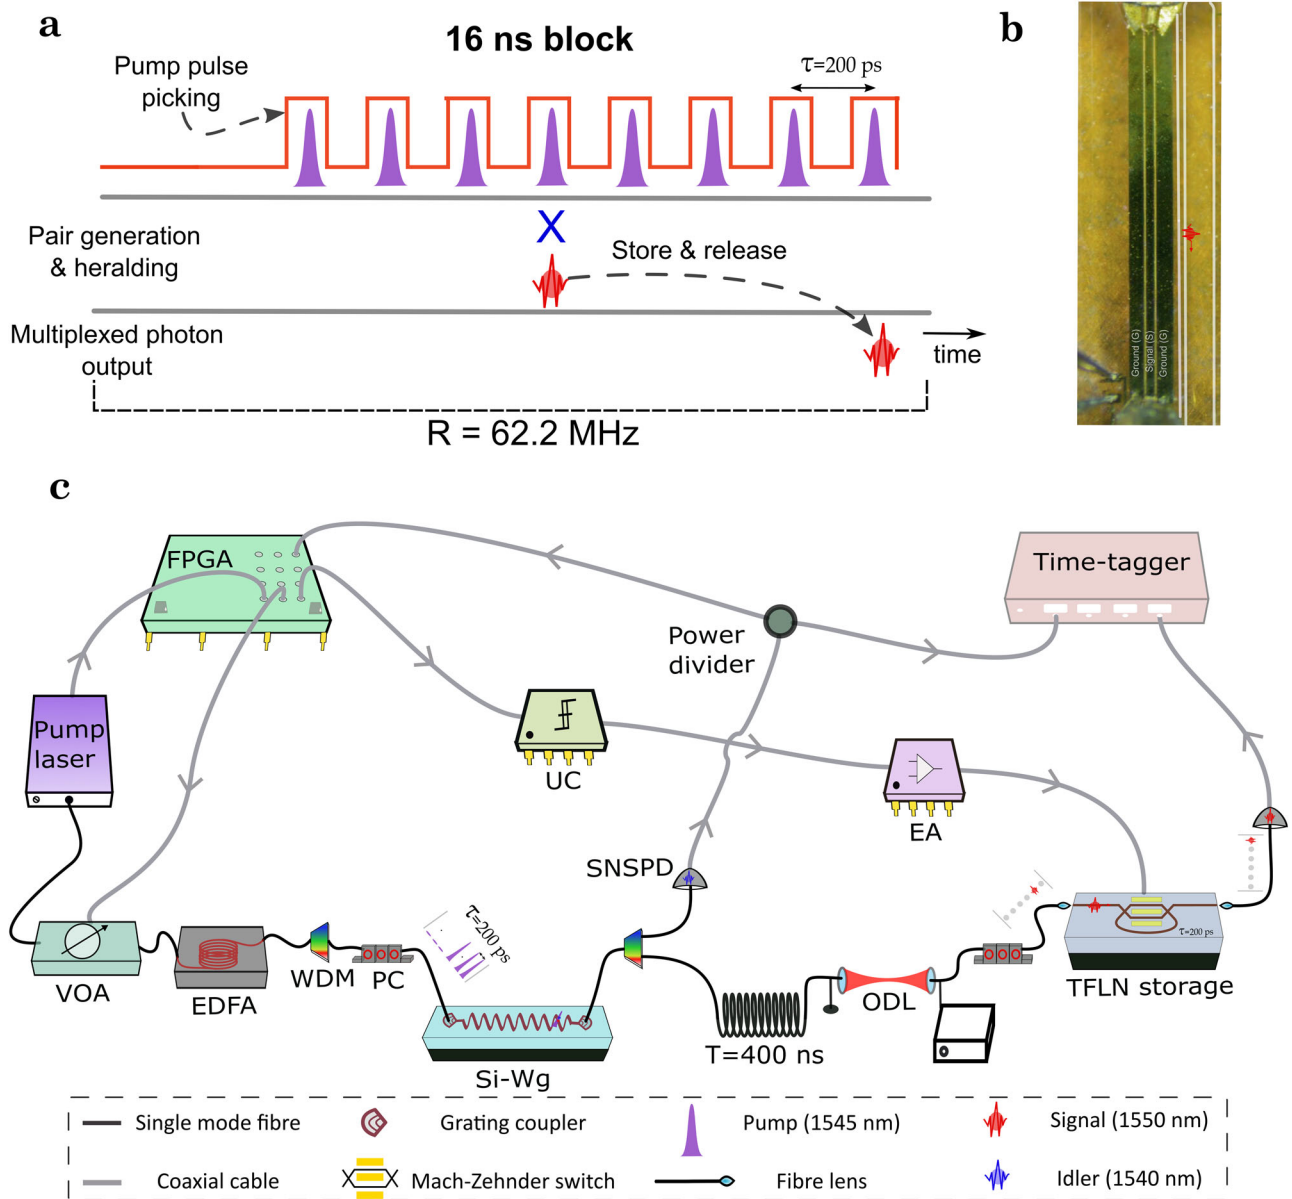 a
16 ns block
b
Pump pulse
picking
τ=200 ps
Pair generation
& heralding
X
Store & release
Multiplexed photon
output
time
R = 62.2 MHz
Ground (G)
Signal (S)
Ground (G)
c
FPGA
Time-tagger
Power
divider
Pump
laser
UC
EA
SNSPD
τ=200 ps
τ=200 ps
VOA
EDFA
WDM
PC
ODL
TFLN storage
T=400 ns
Si-Wg
Single mode fibre
Grating coupler
Pump (1545 nm)
Signal (1550 nm)
Coaxial cable
Mach-Zehnder switch
Fibre lens
Idler (1540 nm)